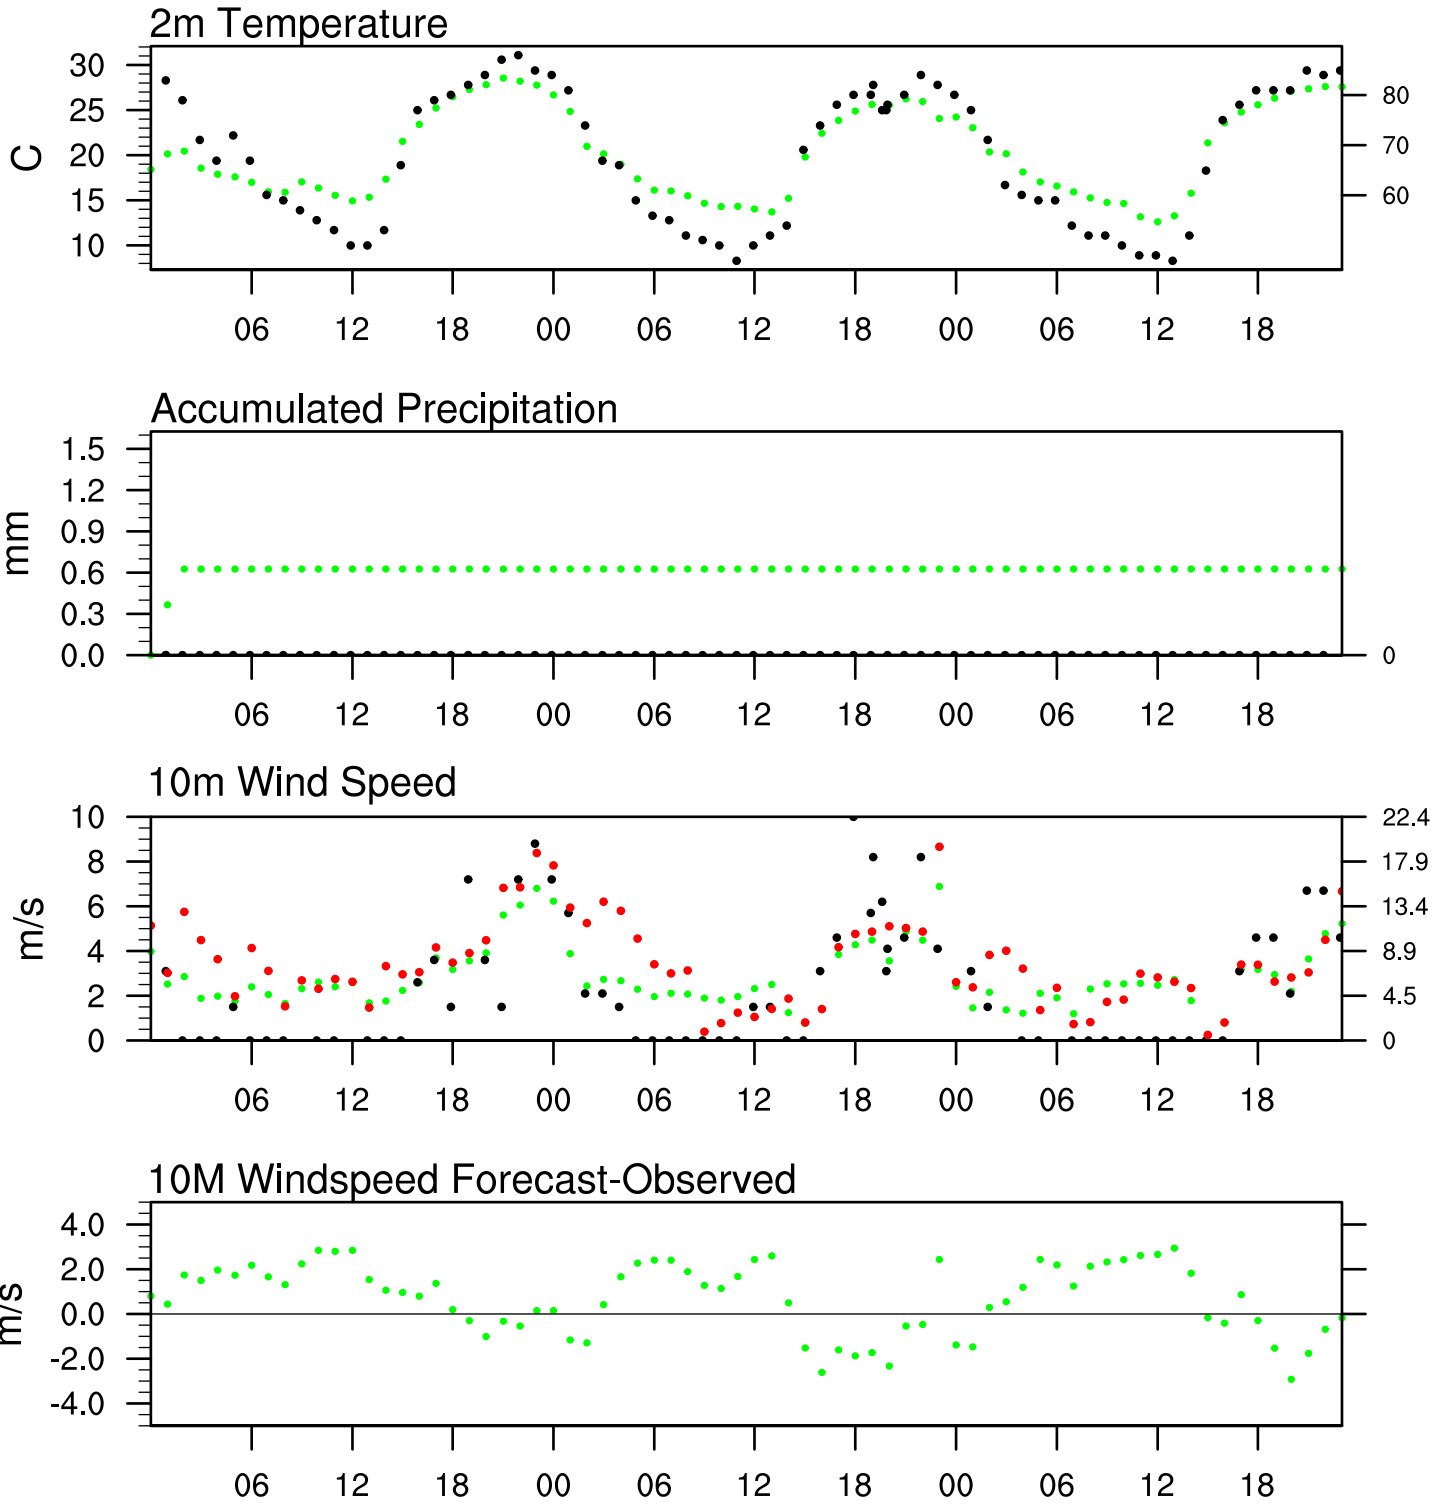 2m Temperature
30
25
20
15
10
C
80
70
60
06 12 18 00 06 12 18 00 06 12 18
Accumulated Precipitation
1.5
1.2
0.9
0.6
0.3
0.0
mm
0
06 12 18 00 06 12 18 00 06 12 18
10m Wind Speed
10
8
6
4
2
0
m/s
22.4
17.9
13.4
8.9
4.5
0
06 12 18 00 06 12 18 00 06 12 18
10M Windspeed Forecast-Observed
4.0
2.0
0.0
-2.0
-4.0
m/s
06 12 18 00 06 12 18 00 06 12 18